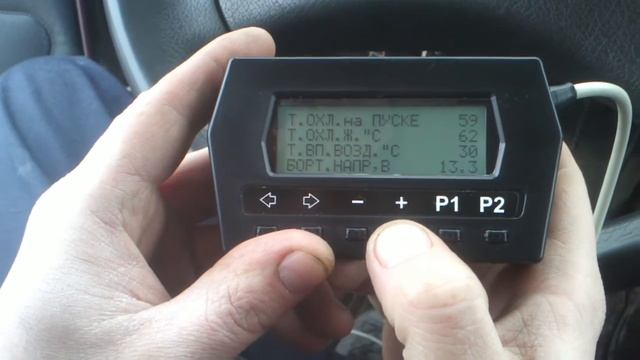 Т.ОХЛ.на ПУСКЕ 59
Т.ОХЛ.Ж.°С 62
Т.ВП.ВОЗД.°С 30
БОРТ.НАПР,В 13.3
- + P1 P2